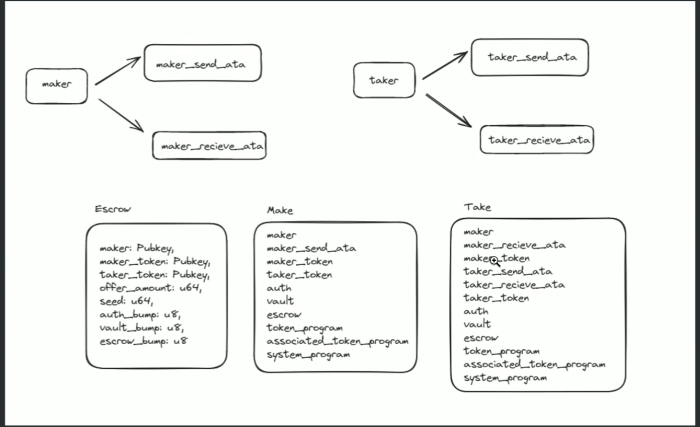 maker
maker_send_ata
maker_recieve_ata
taker
taker_send_ata
taker_recieve_ata
Escrow
maker: Pubkey,
maker_token: Pubkey,
taker_token: Pubkey,
offer_amount: u64,
seed: u64,
auth_bump: u8,
vault_bump: u8,
escrow_bump: u8
Make
maker
maker_send_ata
maker_token
taker_token
auth
vault
escrow
token_program
associated_token_program
system_program
Take
maker
maker_recieve_ata
maker_token
taker_send_ata
taker_recieve_ata
taker_token
auth
vault
escrow
token_program
associated_token_program
system_program